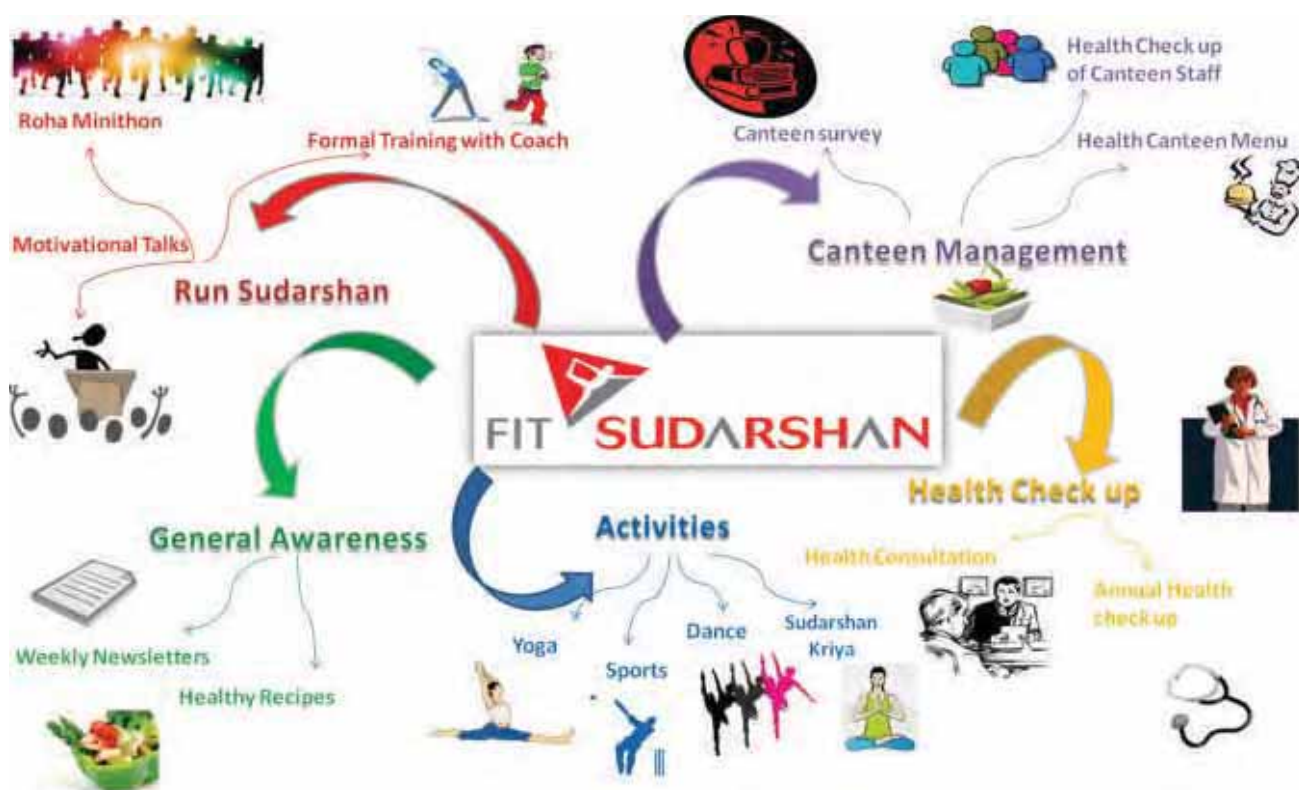 Roha Minithon
Formal Training with Coach
Motivational Talks
Run Sudarshan
Canteen survey
Health Check up
of Canteen Staff
Health Canteen Menu
Canteen Management
FIT SUDARSHAN
General Awareness
Weekly Newsletters
Healthy Recipes
Activities
Yoga
Sports
Dance
Sudarshan
Kriya
Health Check up
Health Consultation
Annual Health
check up